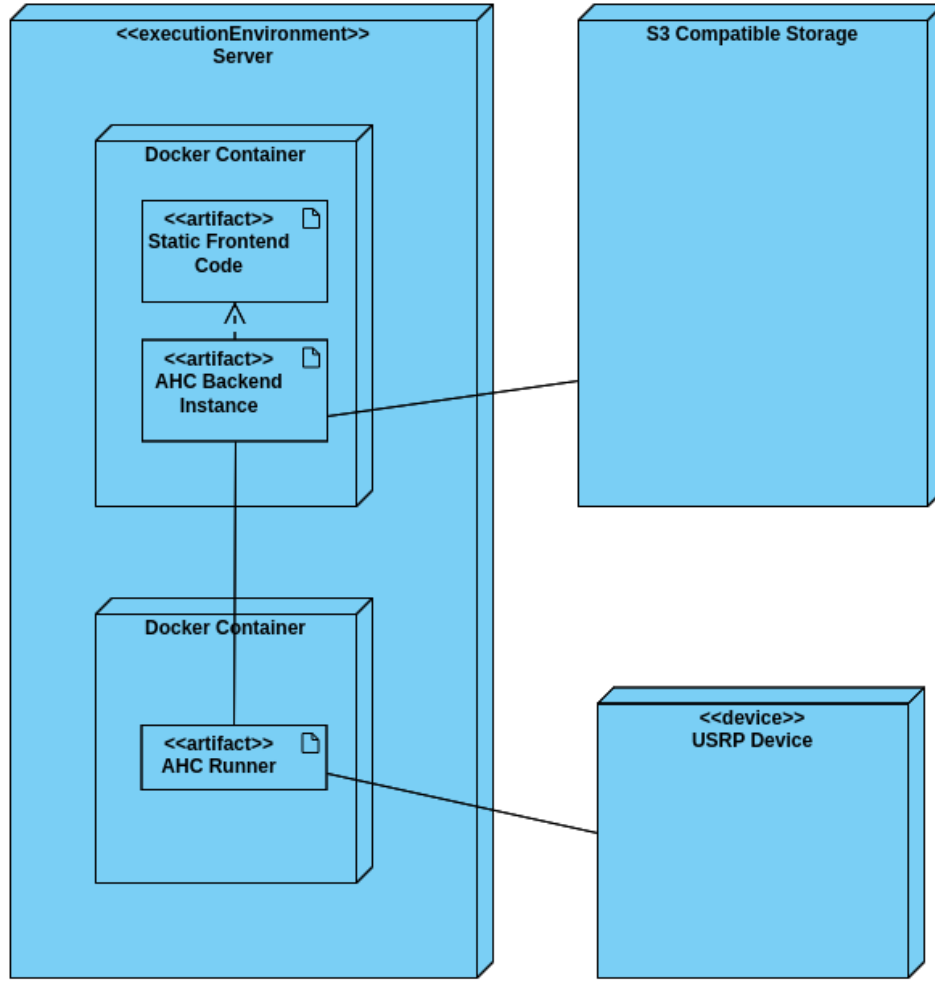 <<executionEnvironment>>
Server
Docker Container
<<artifact>>
Static Frontend
Code
<<artifact>>
AHC Backend
Instance
Docker Container
<<artifact>>
AHC Runner
S3 Compatible Storage
<<device>>
USRP Device